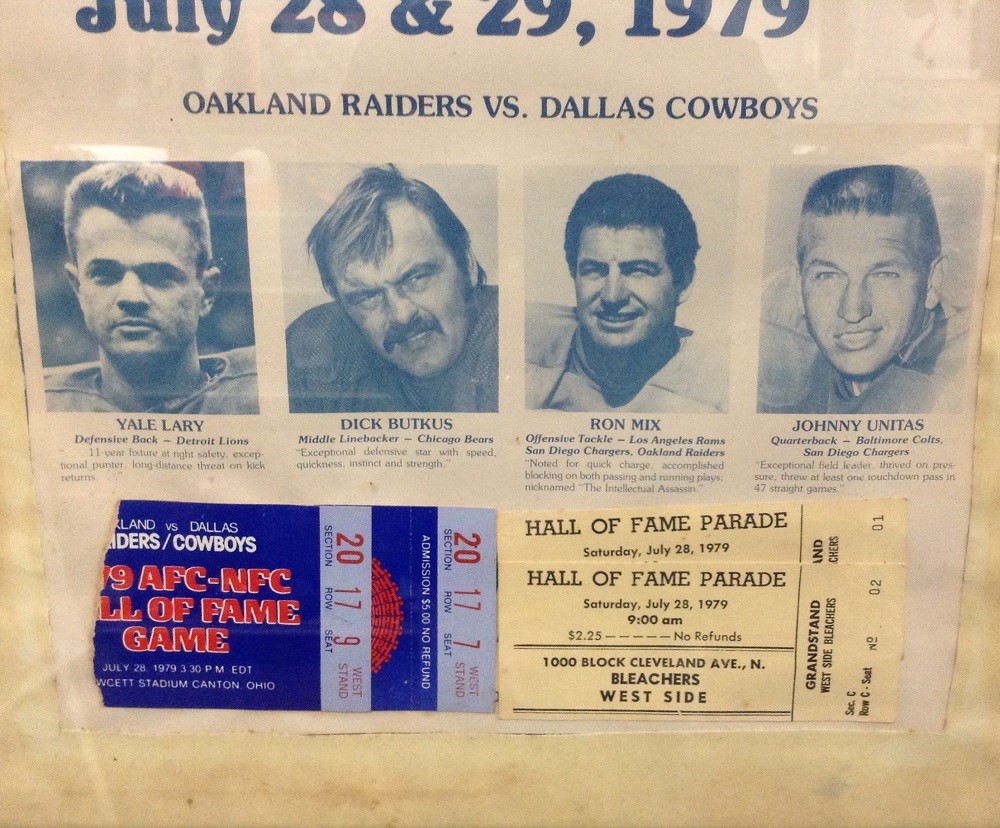 July 28 & 29, 1979
OAKLAND RAIDERS VS. DALLAS COWBOYS
YALE LARY
Defensive Back — Detroit Lions
11-year fixture at right safety, excep-
tional punter, long-distance threat on kick
returns.
DICK BUTKUS
Middle Linebacker — Chicago Bears
"Exceptional defensive star with speed,
quickness, instinct and strength."
RON MIX
Offensive Tackle — Los Angeles Rams
San Diego Chargers, Oakland Raiders
"Noted for quick charge, accomplished
blocking on both passing and running plays,
nicknamed "The Intellectual Assassin."
JOHNNY UNITAS
Quarterback — Baltimore Colts,
San Diego Chargers
"Exceptional field leader, thrived on pres-
sure; threw at least one touchdown pass in
47 straight games."
KLAND VS DALLAS
IDERS/COWBOYS
79 AFC-NFC
LL OF FAME
GAME
JULY 28, 1979 3:30 P M EDT
WCETT STADIUM CANTON, OHIO
20 17 9 WEST
SECTION ROW SEAT STAND
ADMISSION $5.00 NO REFUND
20 17 7 WEST
SECTION ROW SEAT STAND
HALL OF FAME PARADE
Saturday, July 28, 1979
AND
CHERS
01
HALL OF FAME PARADE
Saturday, July 28, 1979
9:00 am
$2.25 — — — — — No Refunds
1000 BLOCK CLEVELAND AVE., N.
BLEACHERS
WEST SIDE
GRANDSTAND
WEST SIDE BLEACHERS
Sec. C
Row C - Seat Nº 02